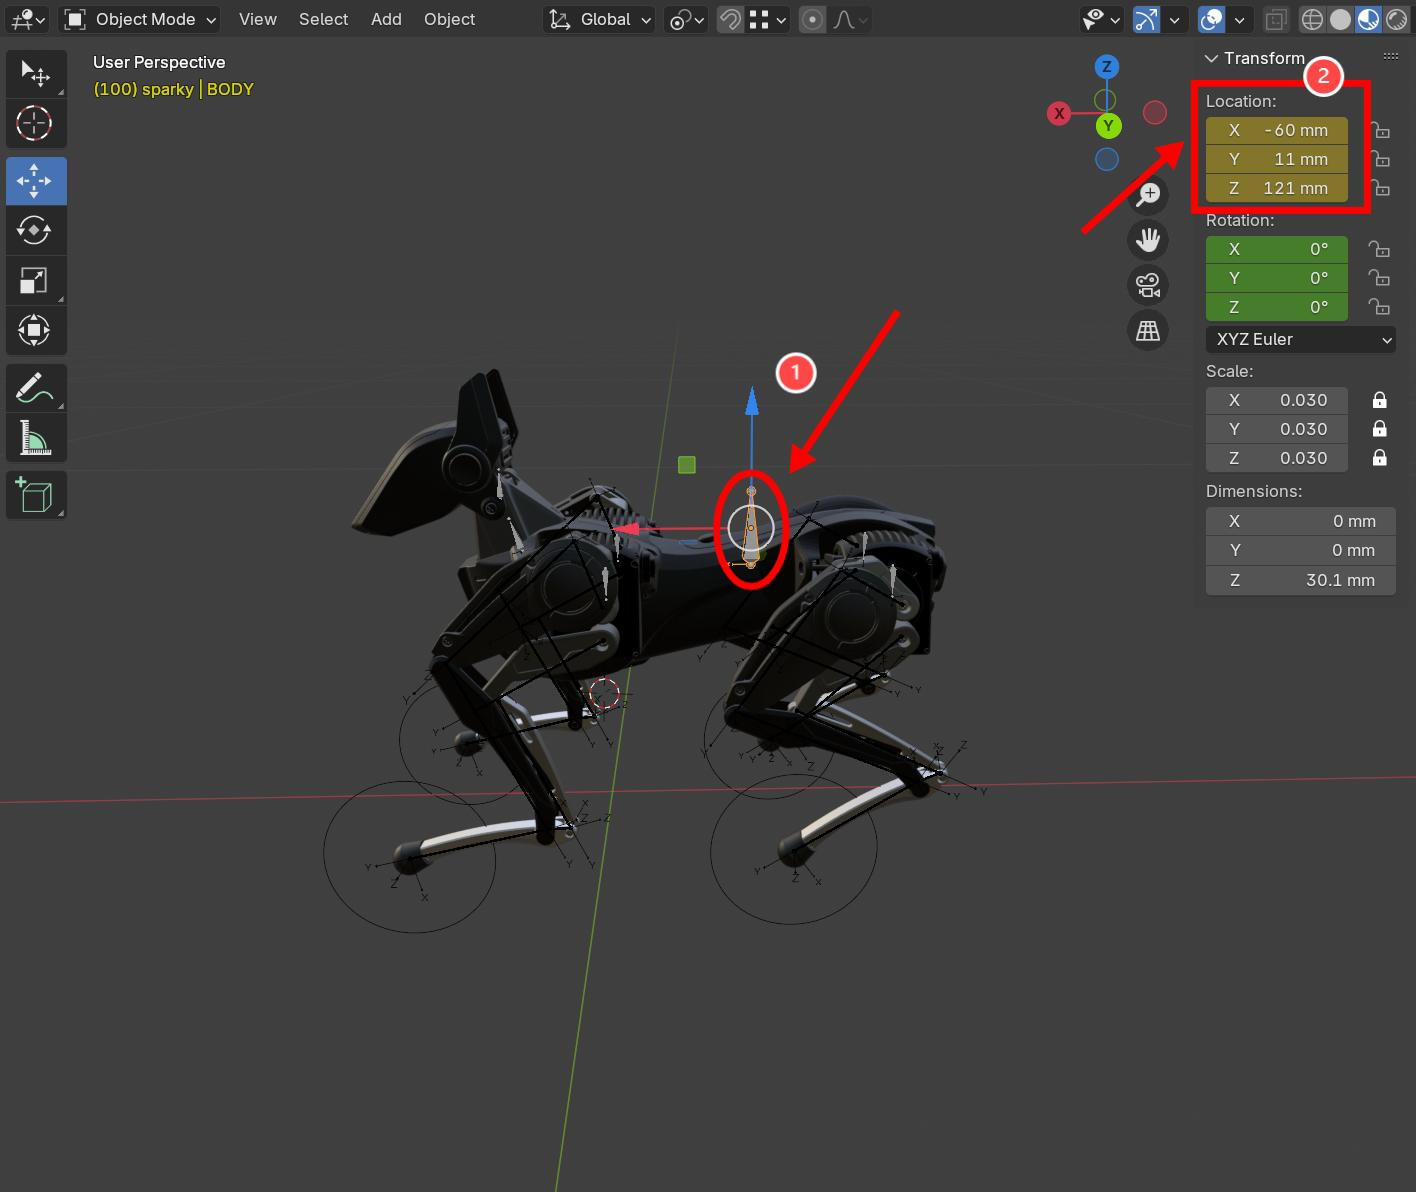 Object Mode View Select Add Object Global
User Perspective
(100) sparky | BODY
Z
X
Y
Transform
2
Location:
X -60 mm
Y 11 mm
Z 121 mm
Rotation:
X 0°
Y 0°
Z 0°
XYZ Euler
Scale:
X 0.030
Y 0.030
Z 0.030
Dimensions:
X 0 mm
Y 0 mm
Z 30.1 mm
1